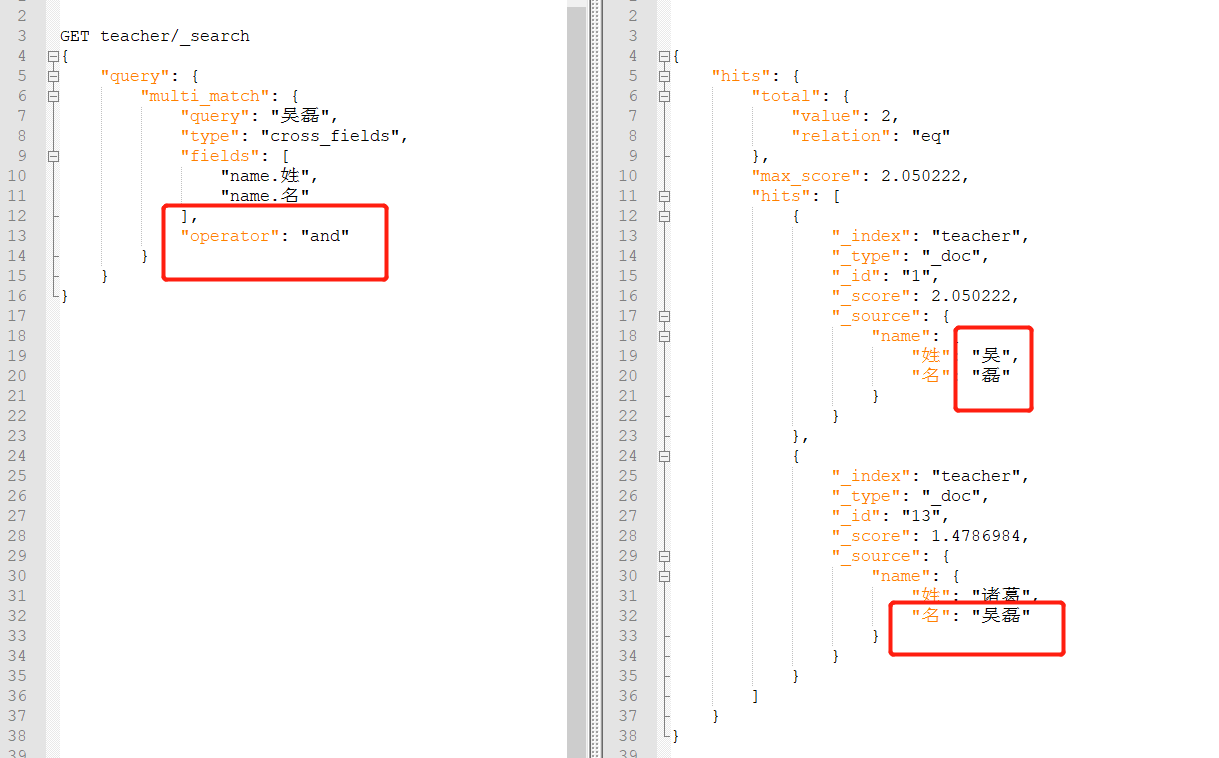 2
3 GET teacher/_search
4 {
5 "query": {
6 "multi_match": {
7 "query": "吴磊",
8 "type": "cross_fields",
9 "fields": [
10 "name.姓",
11 "name.名"
12 ],
13 "operator": "and"
14 }
15 }
16 }
17
18
19
20
21
22
23
24
25
26
27
28
29
30
31
32
33
34
35
36
37
38
39
2
3
4 {
5 "hits": {
6 "total": {
7 "value": 2,
8 "relation": "eq"
9 },
10 "max_score": 2.050222,
11 "hits": [
12 {
13 "_index": "teacher",
14 "_type": "_doc",
15 "_id": "1",
16 "_score": 2.050222,
17 "_source": {
18 "name":
19 "姓" "吴",
20 "名" "磊"
21 }
22 }
23 },
24 {
25 "_index": "teacher",
26 "_type": "_doc",
27 "_id": "13",
28 "_score": 1.4786984,
29 "_source": {
30 "name": {
31 "姓": "诸葛",
32 "名": "吴磊"
33 }
34 }
35 }
36 ]
37 }
38 }
39